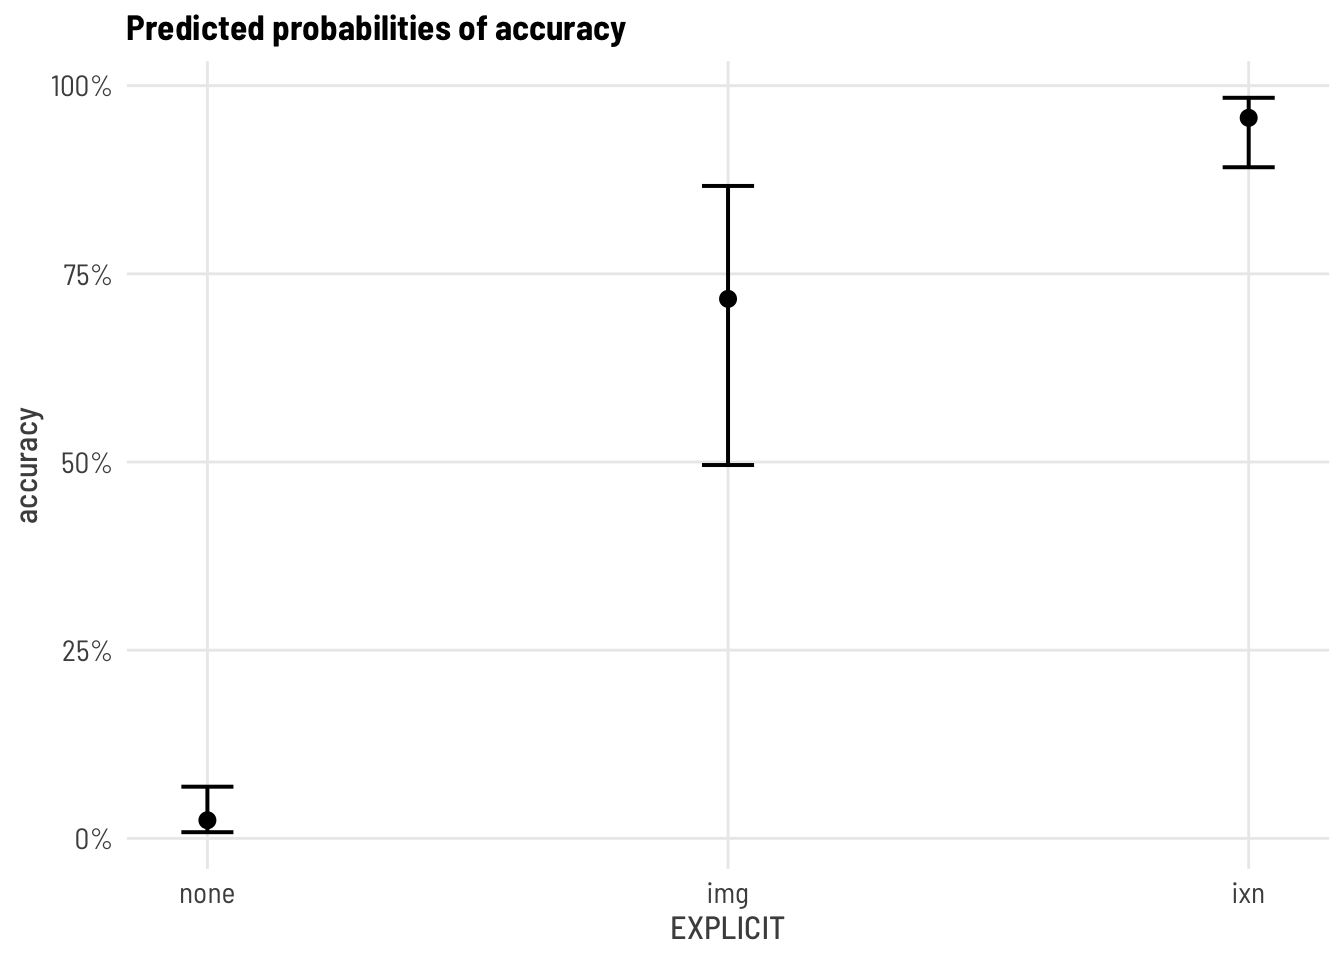 Predicted probabilities of accuracy
100%
75%
50%
25%
0%
accuracy
none
img
ixn
EXPLICIT